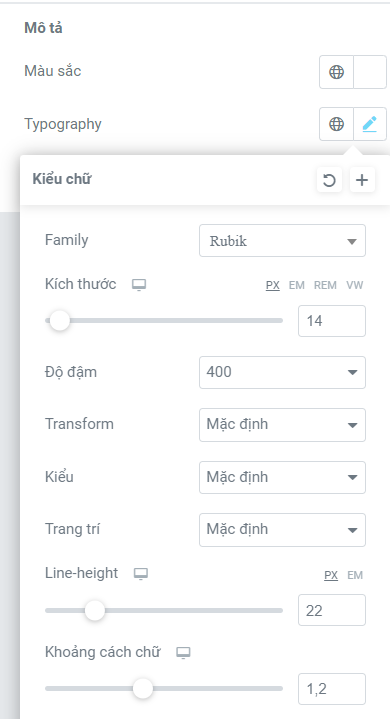 Mô tả
Màu sắc
Typography
Kiểu chữ
Family Rubik
Kích thước PX EM REM VW
14
Độ đậm 400
Transform Mặc định
Kiểu Mặc định
Trang trí Mặc định
Line-height PX EM
22
Khoảng cách chữ
1,2